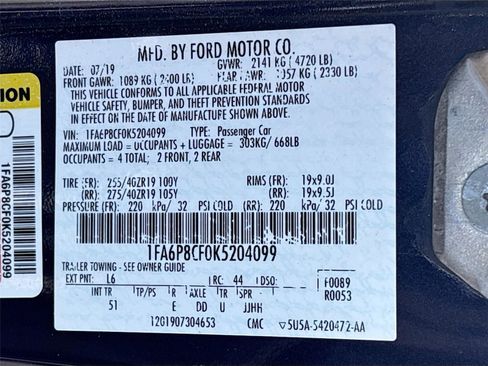 MFD. BY FORD MOTOR CO.
DATE: 07/19 GVWR: 2141 KG ( 4720 LB)
FRONT GAWR: 1089 KG ( 2400 LB) REAR GAWR: 1057 KG ( 2330 LB)
THIS VEHICLE CONFORMS TO ALL APPLICABLE FEDERAL MOTOR
VEHICLE SAFETY, BUMPER, AND THEFT PREVENTION STANDARDS IN
EFFECT ON THE DATE OF MANUFACTURE SHOWN ABOVE.
VIN: 1FA6P8CF0K5204099 TYPE: Passenger Car
MAXIMUM LOAD = OCCUPANTS + LUGGAGE = 303KG/ 668LB
OCCUPANTS = 4 TOTAL; 2 FRONT, 2 REAR
TIRE (FR): 255/40ZR19 100Y RIMS (FR): 19x9.0J
(RR): 275/40ZR19 105Y (RR): 19x9.5J
PRESSURE (FR): 220 kPa/ 32 PSI COLD (RR): 220 kPa/ 32 PSI COLD
1FA6P8CF0K5204099
TRAILER TOWING - SEE OWNER GUIDE
EXT PNT: L6 RC: 44 DSO: F0089
INT TR TP/PS R AXLE TR SPR R0053
51 E DD U JJHH
1201907304653 CMC 5U5A-5420472-AA
TION
1FA6P8CF0K5204099